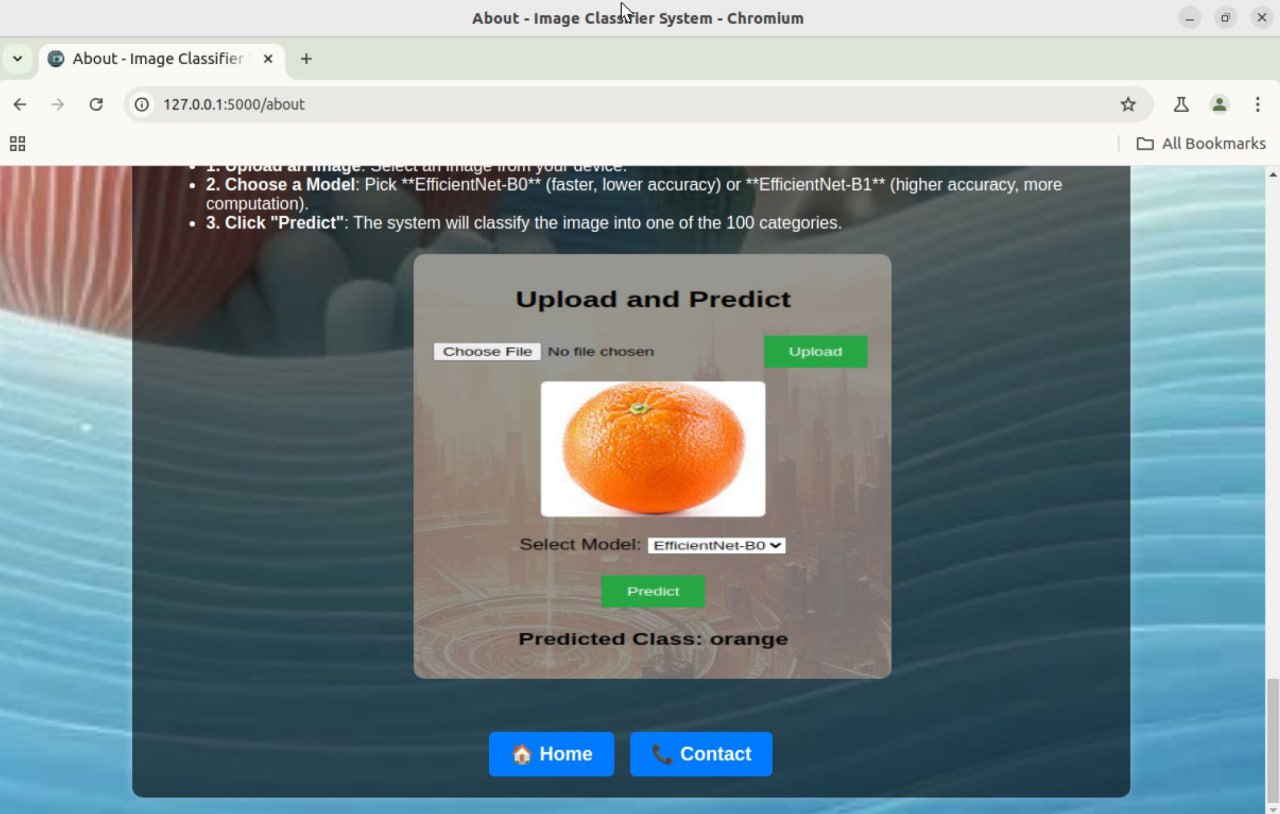 About - Image Classifier System - Chromium
About - Image Classifier
127.0.0.1:5000/about
All Bookmarks
1. Upload an Image: Select an image from your device.
2. Choose a Model: Pick **EfficientNet-B0** (faster, lower accuracy) or **EfficientNet-B1** (higher accuracy, more
computation).
3. Click "Predict": The system will classify the image into one of the 100 categories.
Upload and Predict
Choose File No file chosen Upload
Select Model: EfficientNet-B0
Predict
Predicted Class: orange
Home Contact